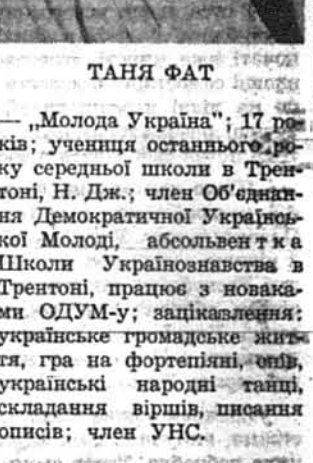 ТАНЯ ФАТ
— „Молода Україна"; 17 ро-
ків; учениця останнього ро-
ку середньої школи в Трен-
тоні, Н. Дж.; член Об'єднан-
ня Демократичної Українсь-
кої Молоді, абсольвентка
Школи Українознавства в
Трентоні, працює з новака-
ми ОДУМ-у; зацікавлення:
українське громадське жит-
тя, гра на фортепіяні, спів,
українські народні танці,
складання віршів, писання
описів; член УНС.